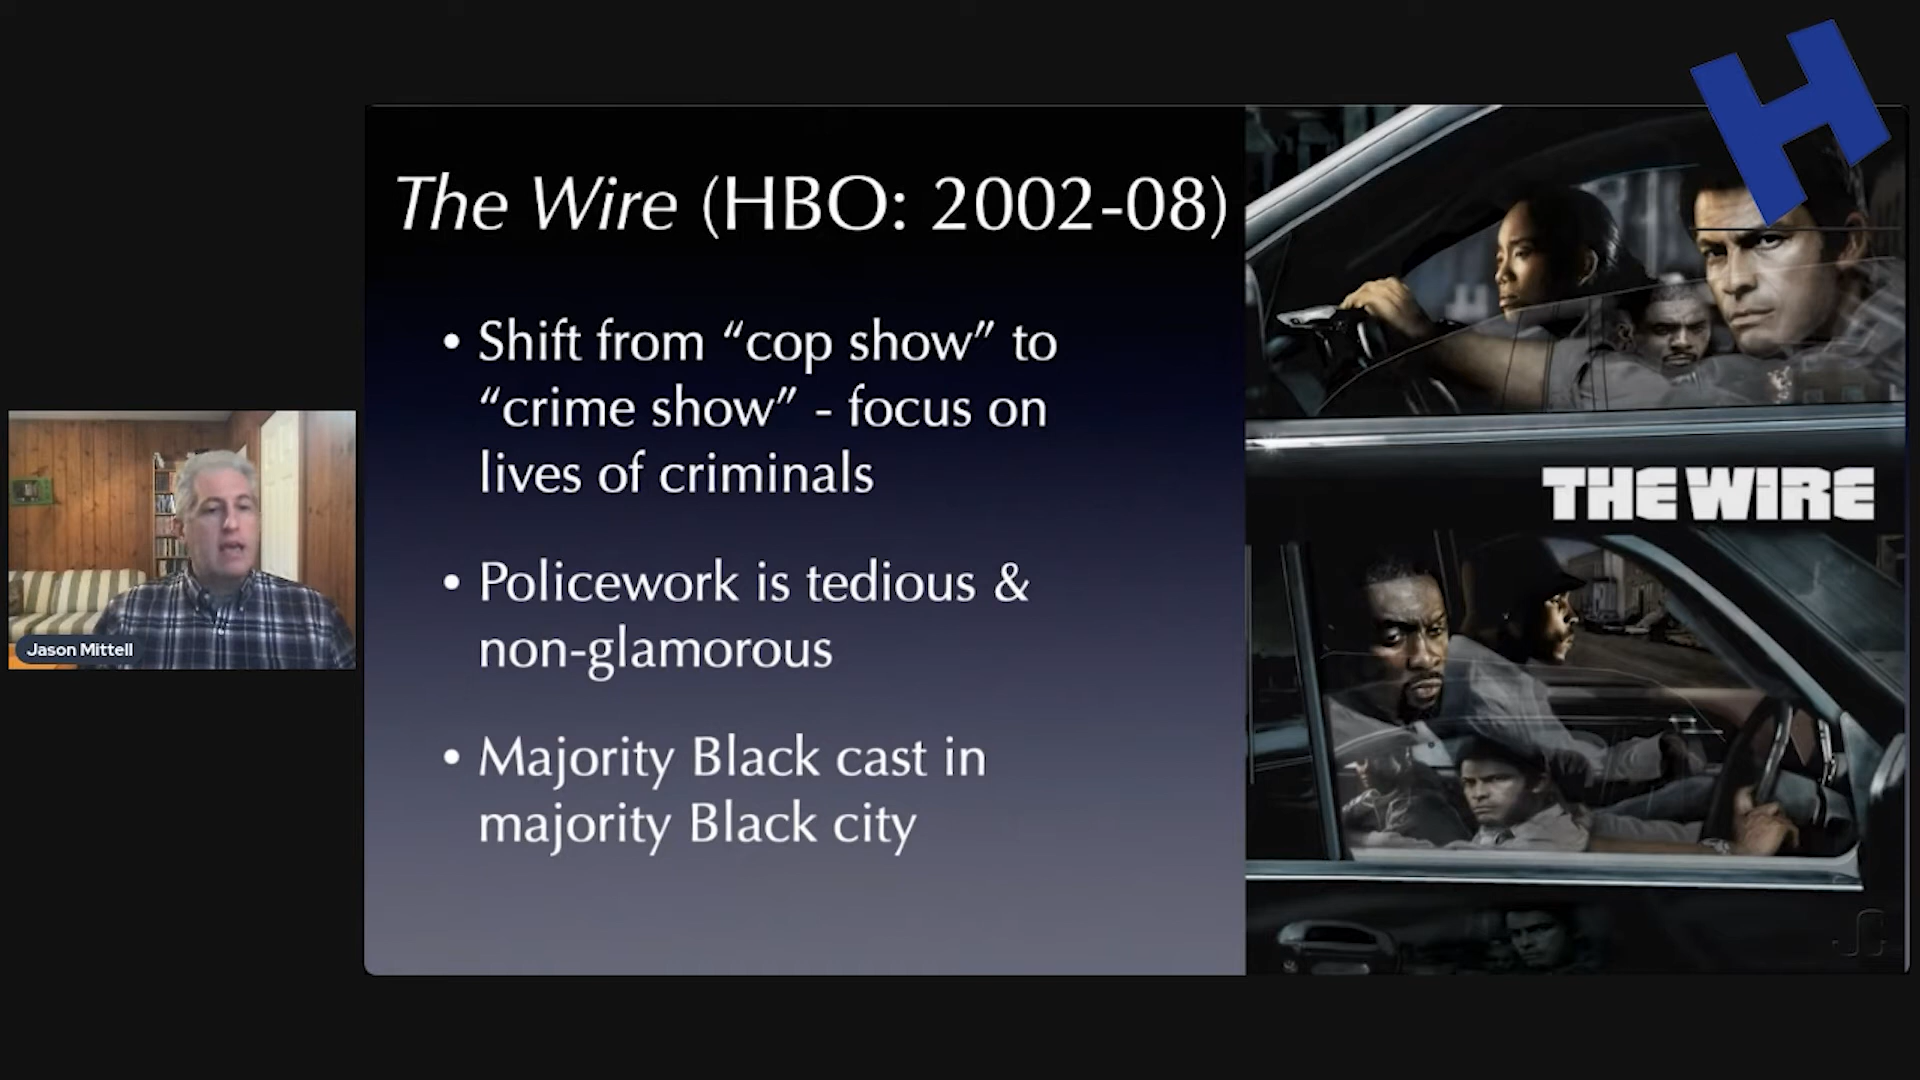 H
The Wire (HBO: 2002-08)
• Shift from “cop show” to
“crime show” - focus on
lives of criminals
• Policework is tedious &
non-glamorous
• Majority Black cast in
majority Black city
THE WIRE
Jason Mittell